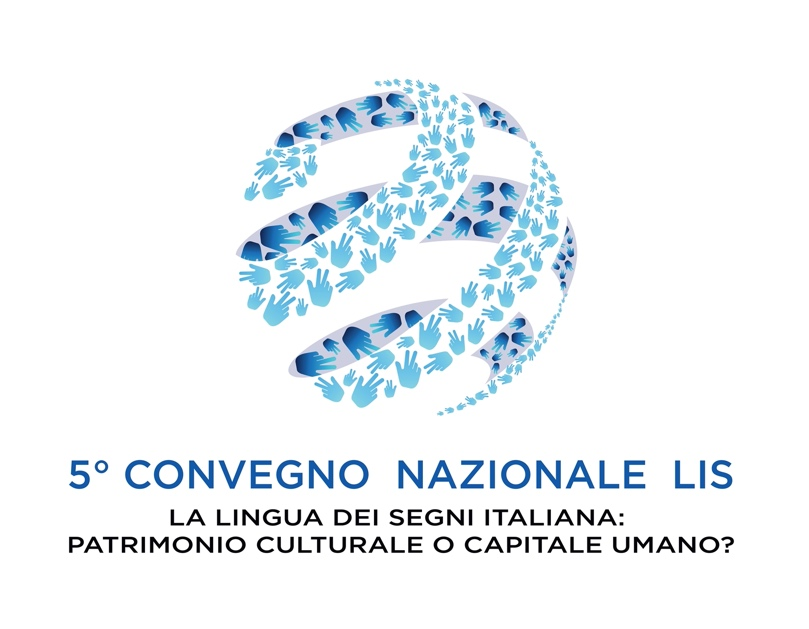 5° CONVEGNO NAZIONALE LIS
LA LINGUA DEI SEGNI ITALIANA:
PATRIMONIO CULTURALE O CAPITALE UMANO?